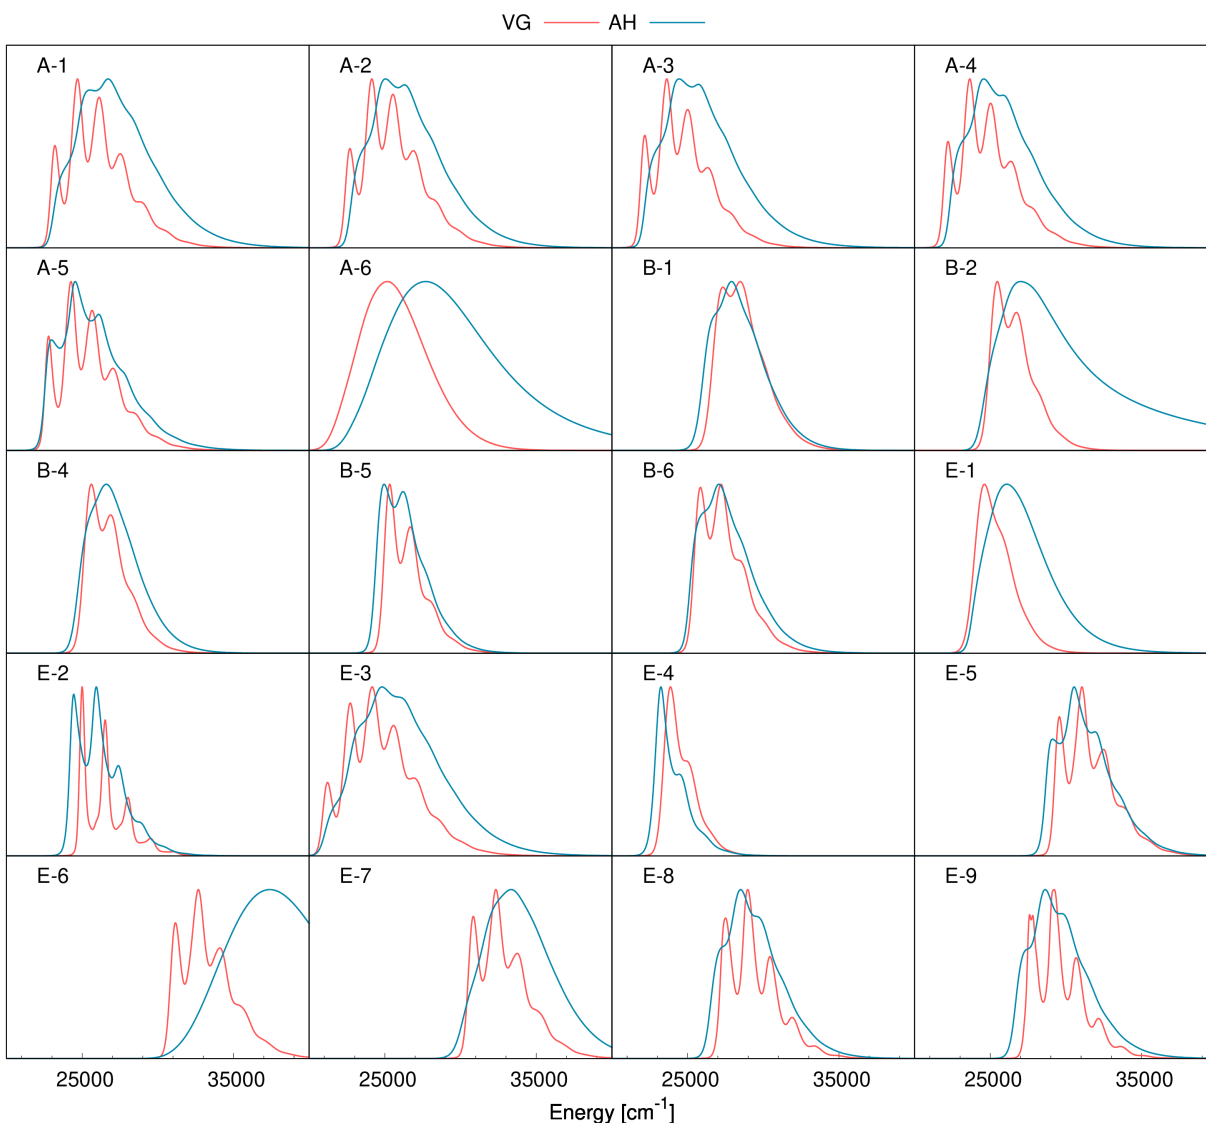 VG AH
A-1 A-2 A-3 A-4
A-5 A-6 B-1 B-2
B-4 B-5 B-6 E-1
E-2 E-3 E-4 E-5
E-6 E-7 E-8 E-9
25000 35000 25000 35000 25000 35000 25000 35000
Energy [cm⁻¹]